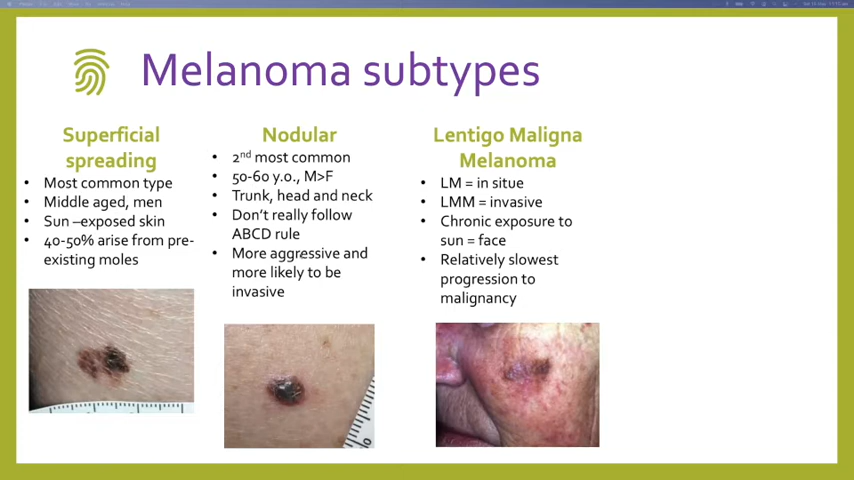 Melanoma subtypes
Superficial
spreading
• Most common type
• Middle aged, men
• Sun –exposed skin
• 40-50% arise from pre-
existing moles
Nodular
• 2nd most common
• 50-60 y.o., M>F
• Trunk, head and neck
• Don't really follow
ABCD rule
• More aggressive and
more likely to be
invasive
Lentigo Maligna
Melanoma
• LM = in situe
• LMM = invasive
• Chronic exposure to
sun = face
• Relatively slowest
progression to
malignancy